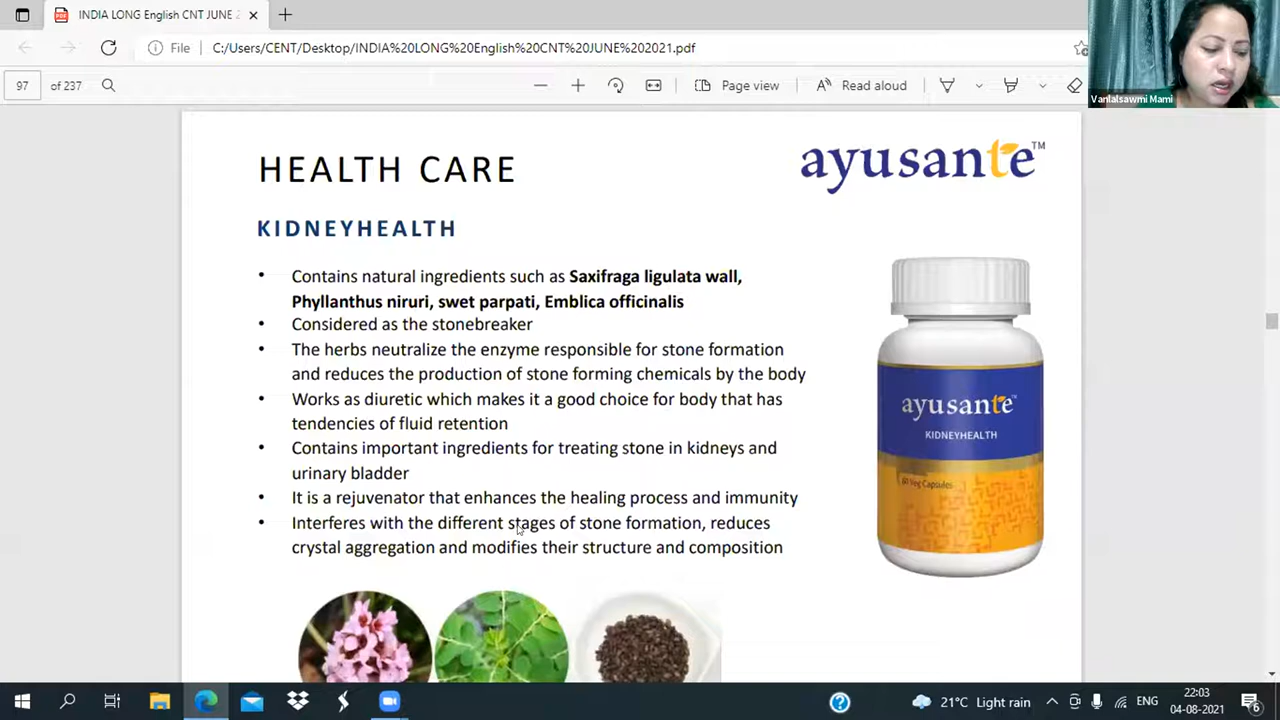 INDIA LONG English CNT JUNE 2
File
C:/Users/CENT/Desktop/INDIA%20LONG%20English%20CNT%20JUNE%202021.pdf
97 of 237
Page view
Read aloud
Vanlalsawmi Mami
HEALTH CARE
ayusante™
KIDNEYHEALTH
• Contains natural ingredients such as Saxifraga ligulata wall,
Phyllanthus niruri, swet parpati, Emblica officinalis
• Considered as the stonebreaker
• The herbs neutralize the enzyme responsible for stone formation
and reduces the production of stone forming chemicals by the body
• Works as diuretic which makes it a good choice for body that has
tendencies of fluid retention
• Contains important ingredients for treating stone in kidneys and
urinary bladder
• It is a rejuvenator that enhances the healing process and immunity
• Interferes with the different stages of stone formation, reduces
crystal aggregation and modifies their structure and composition
ayusante™
KIDNEYHEALTH
60 Veg Capsules
21°C Light rain
ENG
22:03
04-08-2021
6